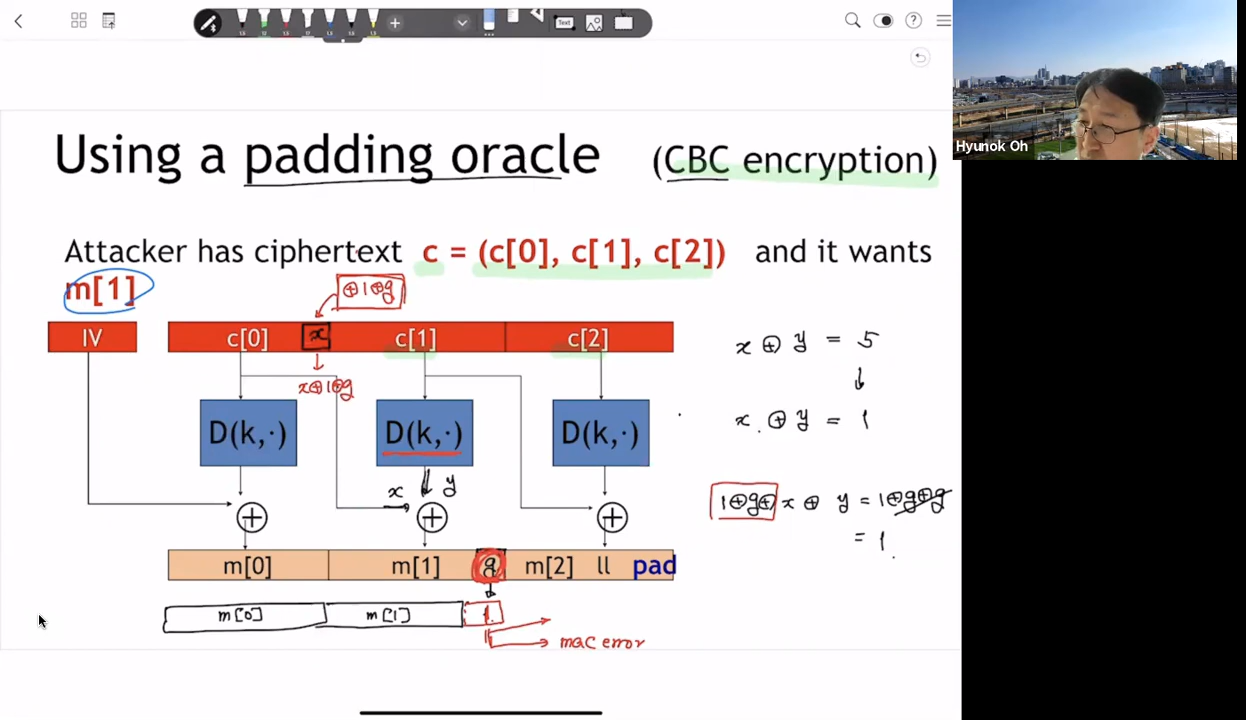 Text
Hyunok Oh
Using a padding oracle (CBC encryption)
Attacker has ciphertext c = (c[0], c[1], c[2]) and it wants
m[1]
⊕1⊕g
IV c[0] x c[1] c[2]
x⊕1⊕g
x ⊕ y = 5
D(k,·) D(k,·) D(k,·)
x ⊕ y = 1
x y
1⊕g⊕ x ⊕ y = 1⊕g⊕g
= 1
m[0] m[1] g m[2] ll pad
m[0] m[1] 1
mac error